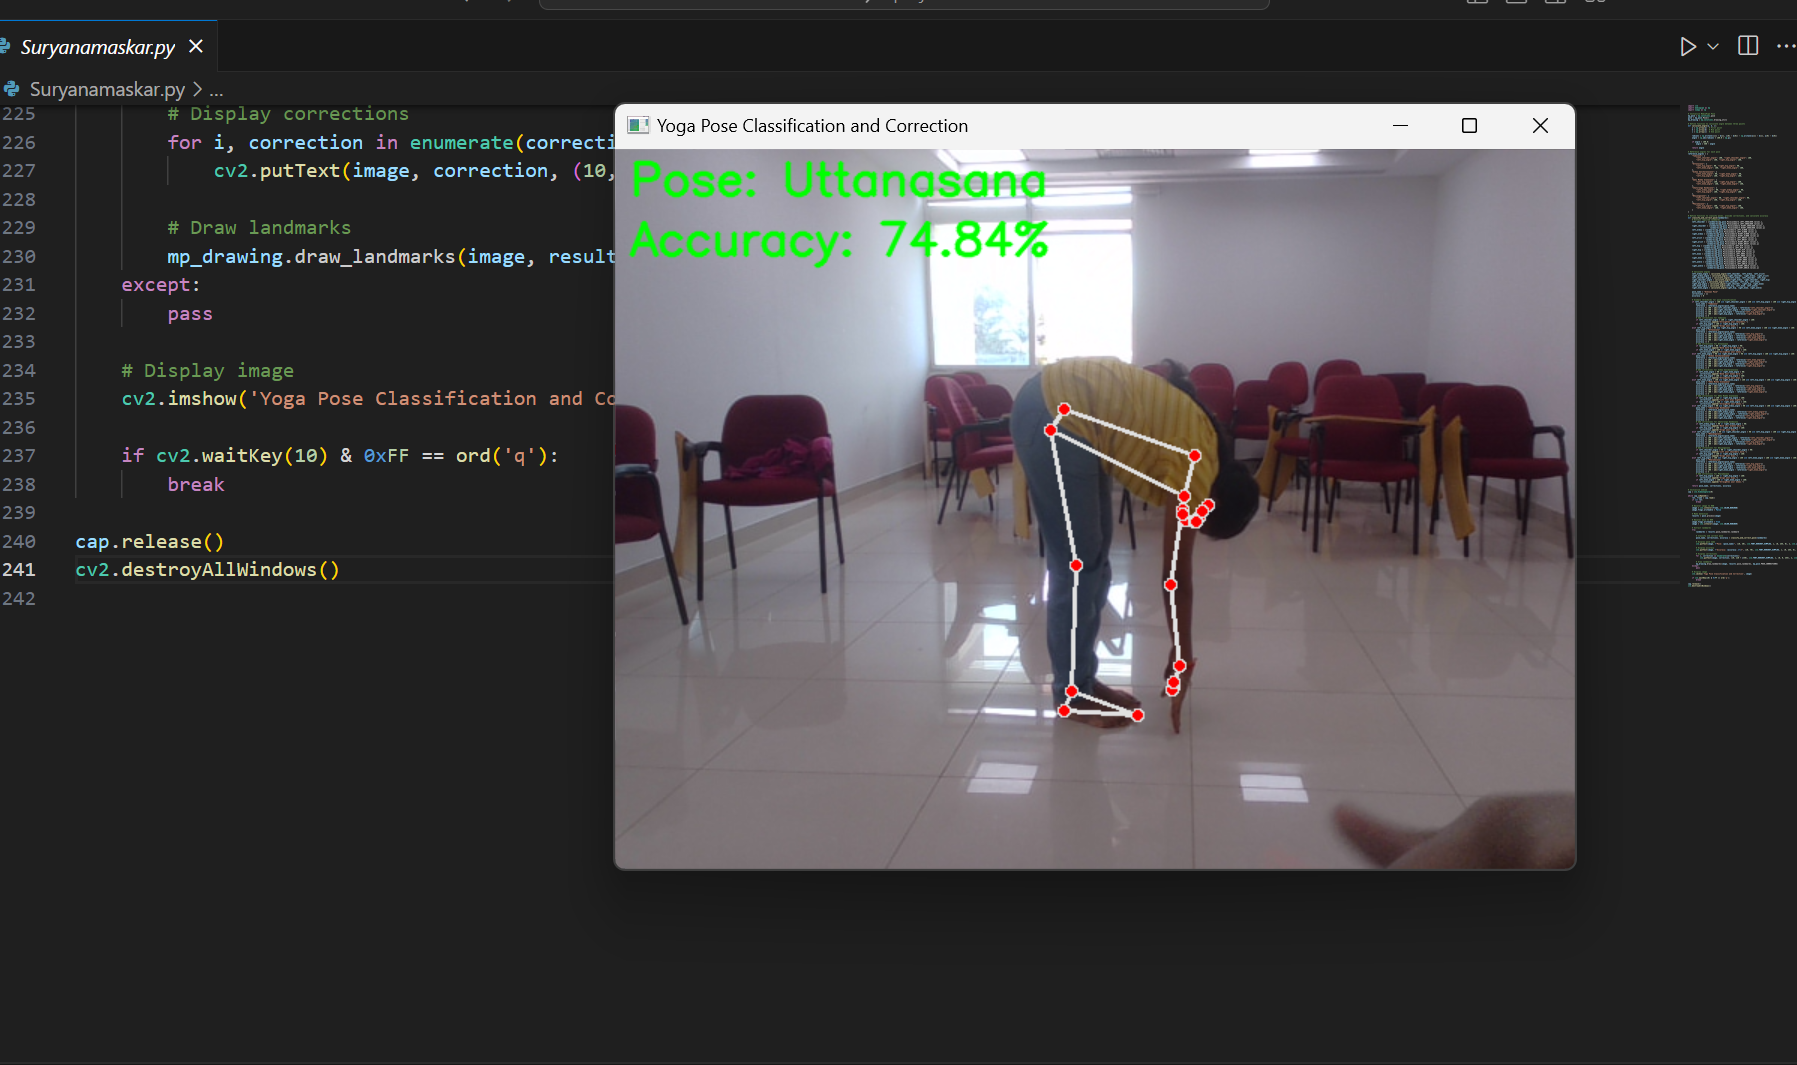 Suryanamaskar.py
Suryanamaskar.py > ...
225 # Display corrections
226 for i, correction in enumerate(correcti
227 cv2.putText(image, correction, (10,
228
229 # Draw landmarks
230 mp_drawing.draw_landmarks(image, result
231 except:
232 pass
233
234 # Display image
235 cv2.imshow('Yoga Pose Classification and Co
236
237 if cv2.waitKey(10) & 0xFF == ord('q'):
238 break
239
240 cap.release()
241 cv2.destroyAllWindows()
242
Yoga Pose Classification and Correction
Pose: Uttanasana
Accuracy: 74.84%